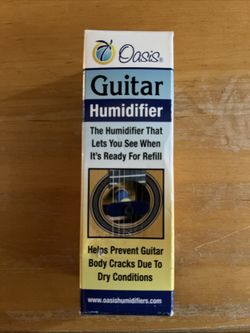 Oasis®
Guitar
Humidifier
The Humidifier That
Lets You See When
It's Ready For Refill
Helps Prevent Guitar
Body Cracks Due To
Dry Conditions
www.oasishumidifiers.com